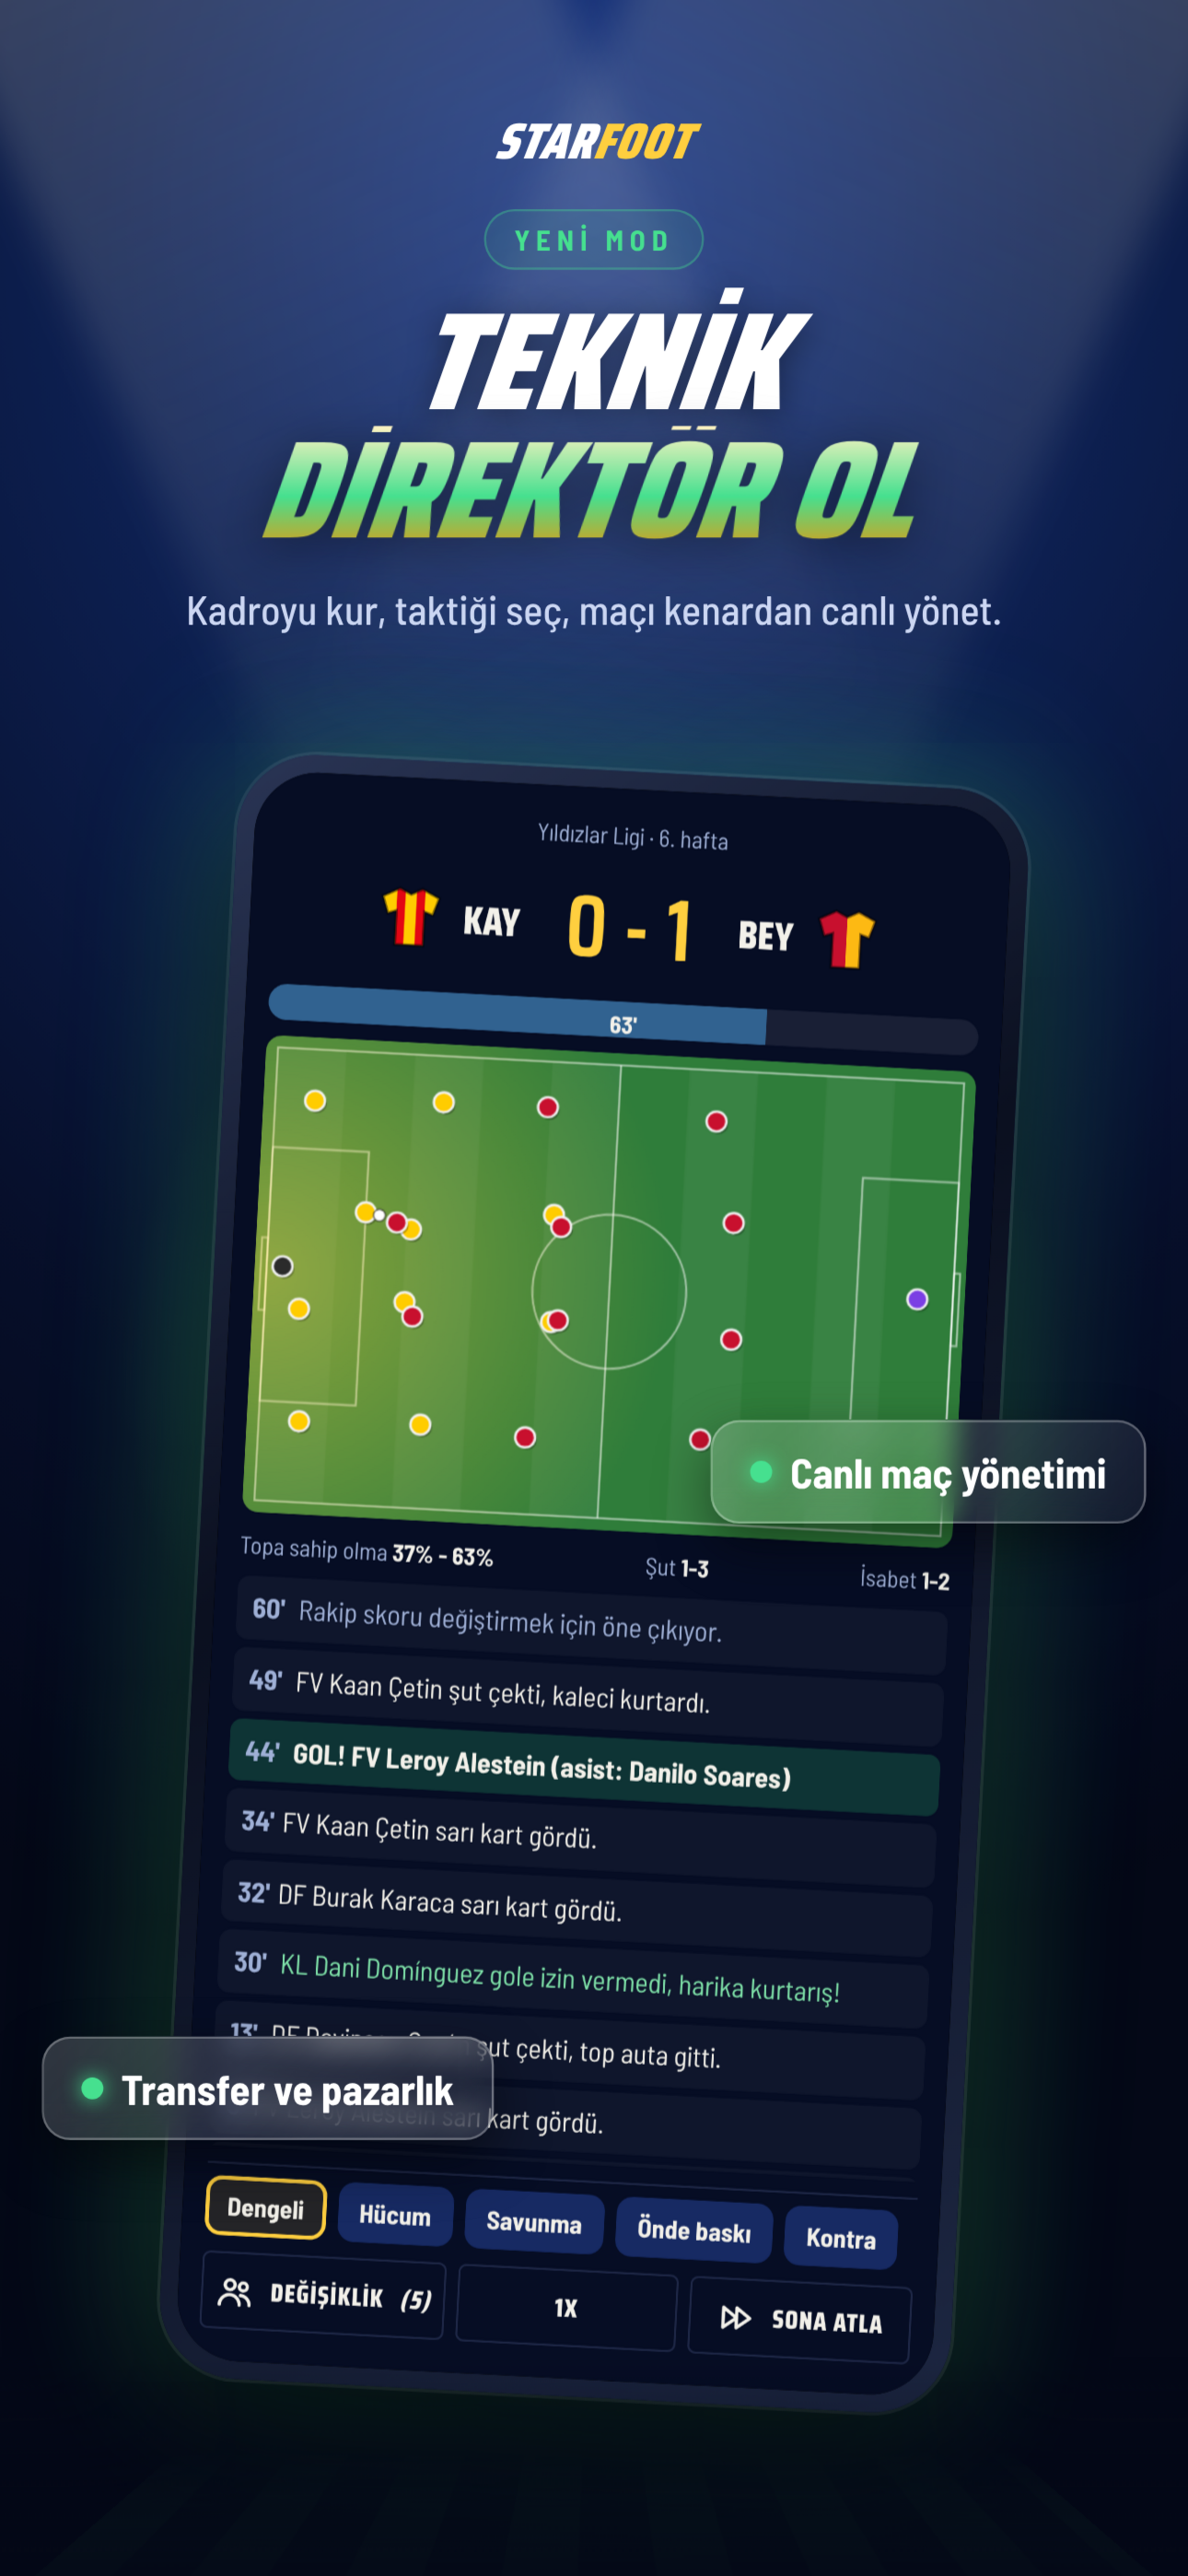 STARFOOT
YENİ MOD
TEKNİK
DİREKTÖR OL
Kadroyu kur, taktiği seç, maçı kenardan canlı yönet.
Yıldızlar Ligi · 6. hafta
KAY 0 - 1 BEY
63'
Canlı maç yönetimi
Topa sahip olma 37% - 63% Şut 1-3 İsabet 1-2
60' Rakip skoru değiştirmek için öne çıkıyor.
49' FV Kaan Çetin şut çekti, kaleci kurtardı.
44' GOL! FV Leroy Alestein (asist: Danilo Soares)
34' FV Kaan Çetin sarı kart gördü.
32' DF Burak Karaca sarı kart gördü.
30' KL Dani Domínguez gole izin vermedi, harika kurtarış!
13' DF şut çekti, top auta gitti.
Transfer ve pazarlık
Leroy Alestein sarı kart gördü.
Dengeli Hücum Savunma Önde baskı Kontra
DEĞİŞİKLİK (5) 1X SONA ATLA